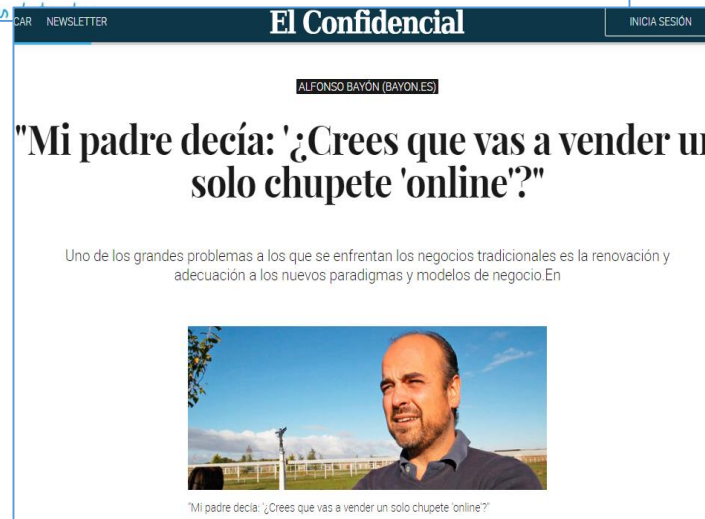 CAR NEWSLETTER El Confidencial INICIA SESIÓN
ALFONSO BAYÓN (BAYON.ES)
"Mi padre decía: '¿Crees que vas a vender un
solo chupete 'online'?"
Uno de los grandes problemas a los que se enfrentan los negocios tradicionales es la renovación y
adecuación a los nuevos paradigmas y modelos de negocio.En
"Mi padre decía: '¿Crees que vas a vender un solo chupete 'online'?"